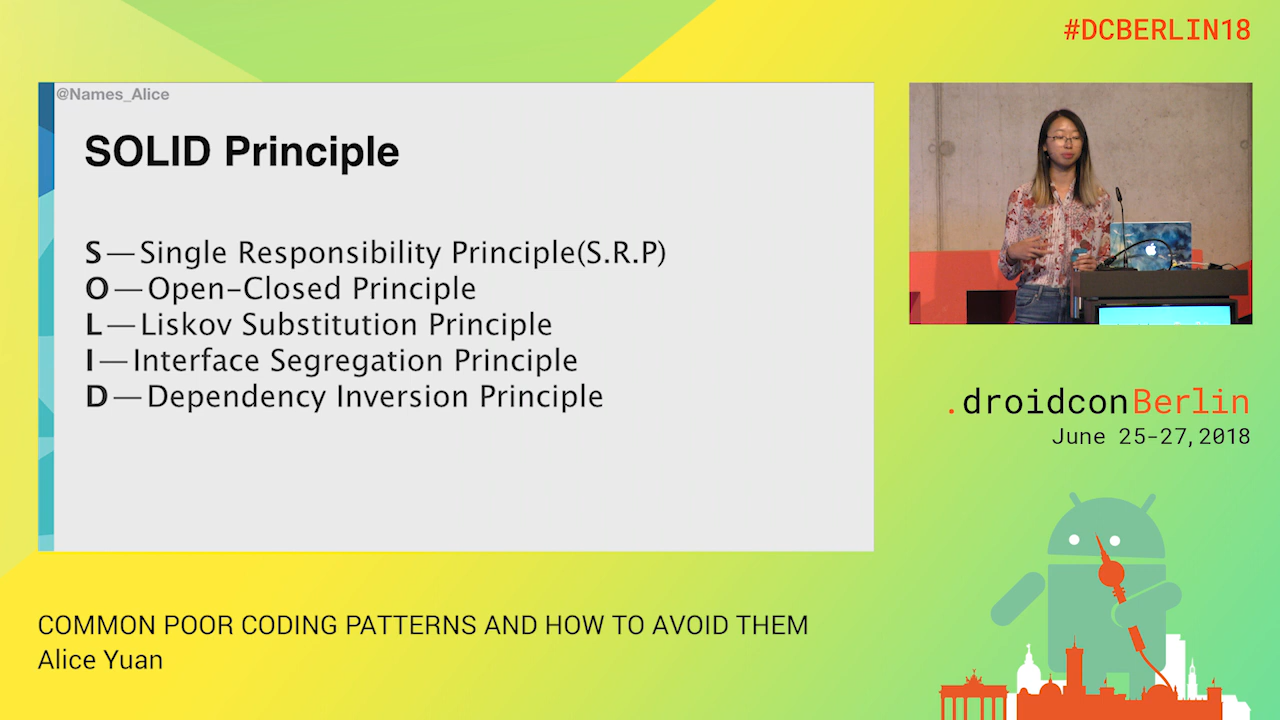 #DCBERLIN18
@Names_Alice
SOLID Principle
S—Single Responsibility Principle(S.R.P)
O—Open-Closed Principle
L—Liskov Substitution Principle
I—Interface Segregation Principle
D—Dependency Inversion Principle
.droidconBerlin
June 25-27,2018
COMMON POOR CODING PATTERNS AND HOW TO AVOID THEM
Alice Yuan